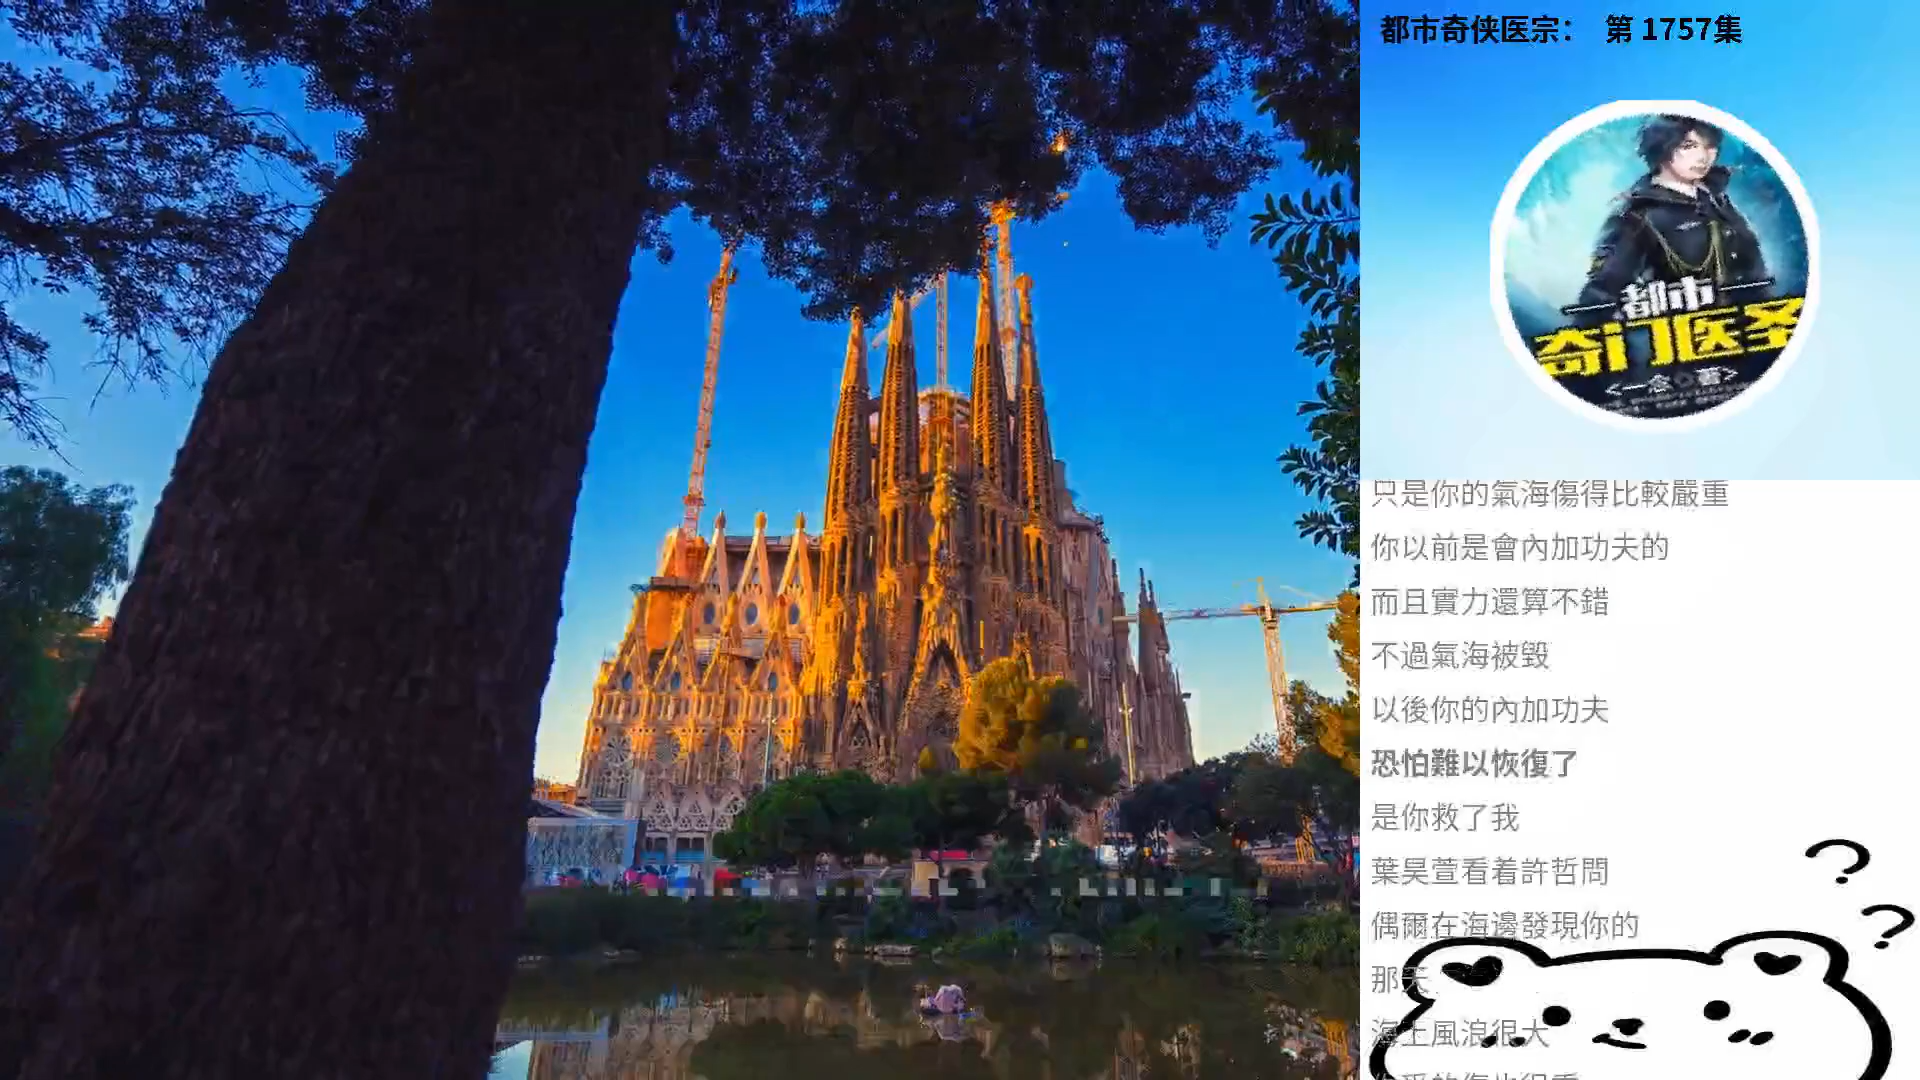 都市奇侠医宗： 第 1757集
都市
奇门医圣
只是你的氣海傷得比較嚴重
你以前是會內加功夫的
而且實力還算不錯
不過氣海被毀
以後你的內加功夫
恐怕難以恢復了
是你救了我
葉昊萱看着許哲問
偶爾在海邊發現你的
那天
海上風浪很大